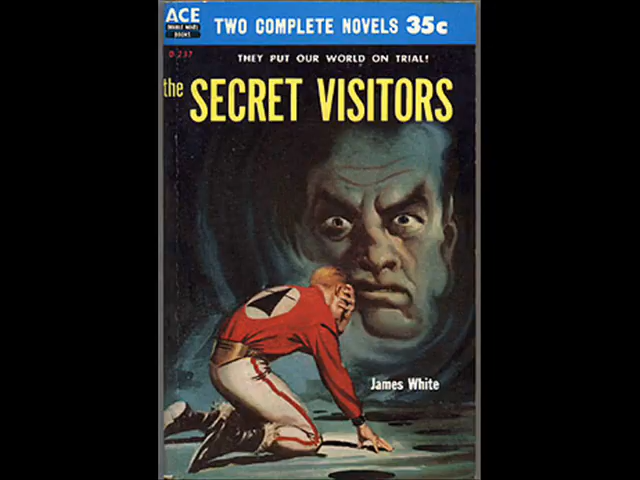 ACE
DOUBLE NOVEL
BOOKS
TWO COMPLETE NOVELS 35c
D-237
THEY PUT OUR WORLD ON TRIAL!
the SECRET VISITORS
James White